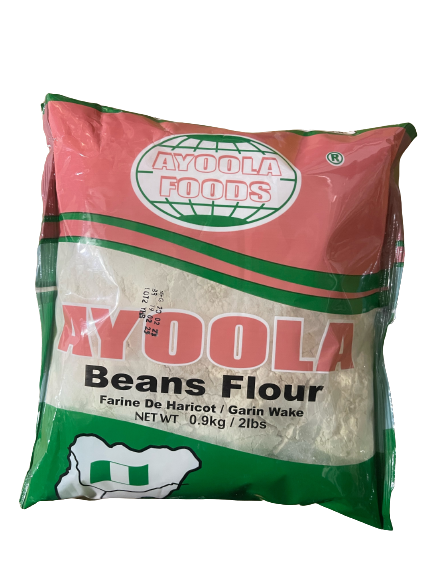 AYOOLA
FOODS
®
AYOOLA
Beans Flour
Farine De Haricot / Garin Wake
NET WT 0.9kg / 2lbs